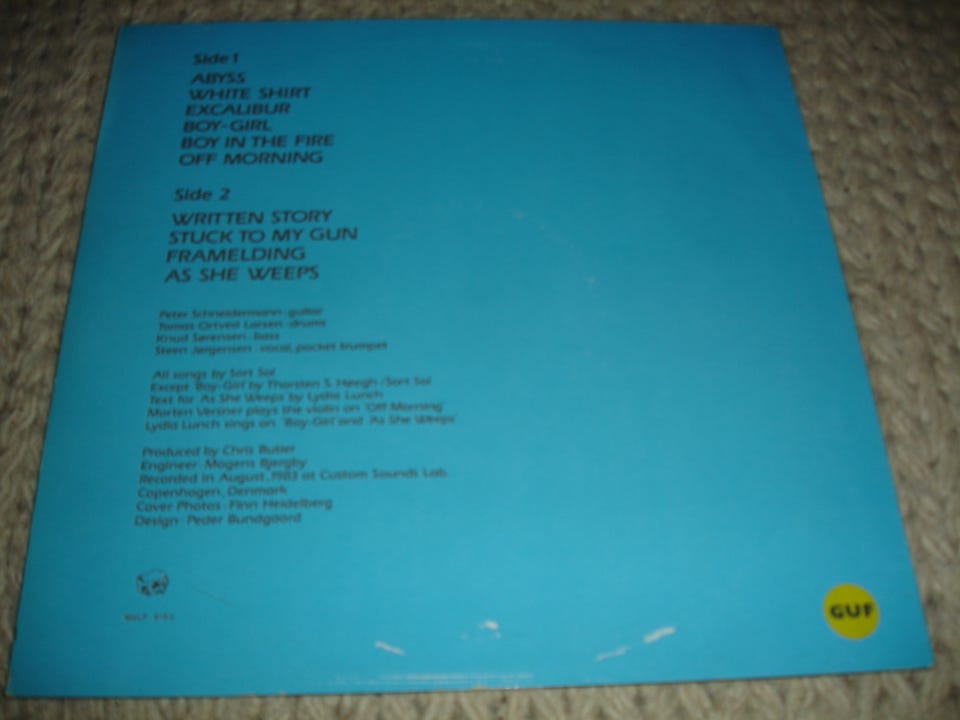 Side 1
ABYSS
WHITE SHIRT
EXCALIBUR
BOY-GIRL
BOY IN THE FIRE
OFF MORNING
Side 2
WRITTEN STORY
STUCK TO MY GUN
FRAMELDING
AS SHE WEEPS
Peter Schneidermann - guitar
Tomas Ortved Larsen - drums
Knud Sørensen - bass
Steen Jørgensen - vocal, pocket trumpet
All songs by Sort Sol
Except 'Boy-Girl' by Thorsten S. Høegh / Sort Sol
Text for 'As She Weeps' by Lydia Lunch
Morten Versner plays the violin on 'Off Morning'
Lydia Lunch sings on 'Boy-Girl' and 'As She Weeps'
Produced by Chris Butler
Engineer - Mogens Bjergby
Recorded in August, 1983 at Custom Sounds Lab.
Copenhagen, Denmark
Cover Photos - Finn Heidelberg
Design - Peder Bundgaard
GUF